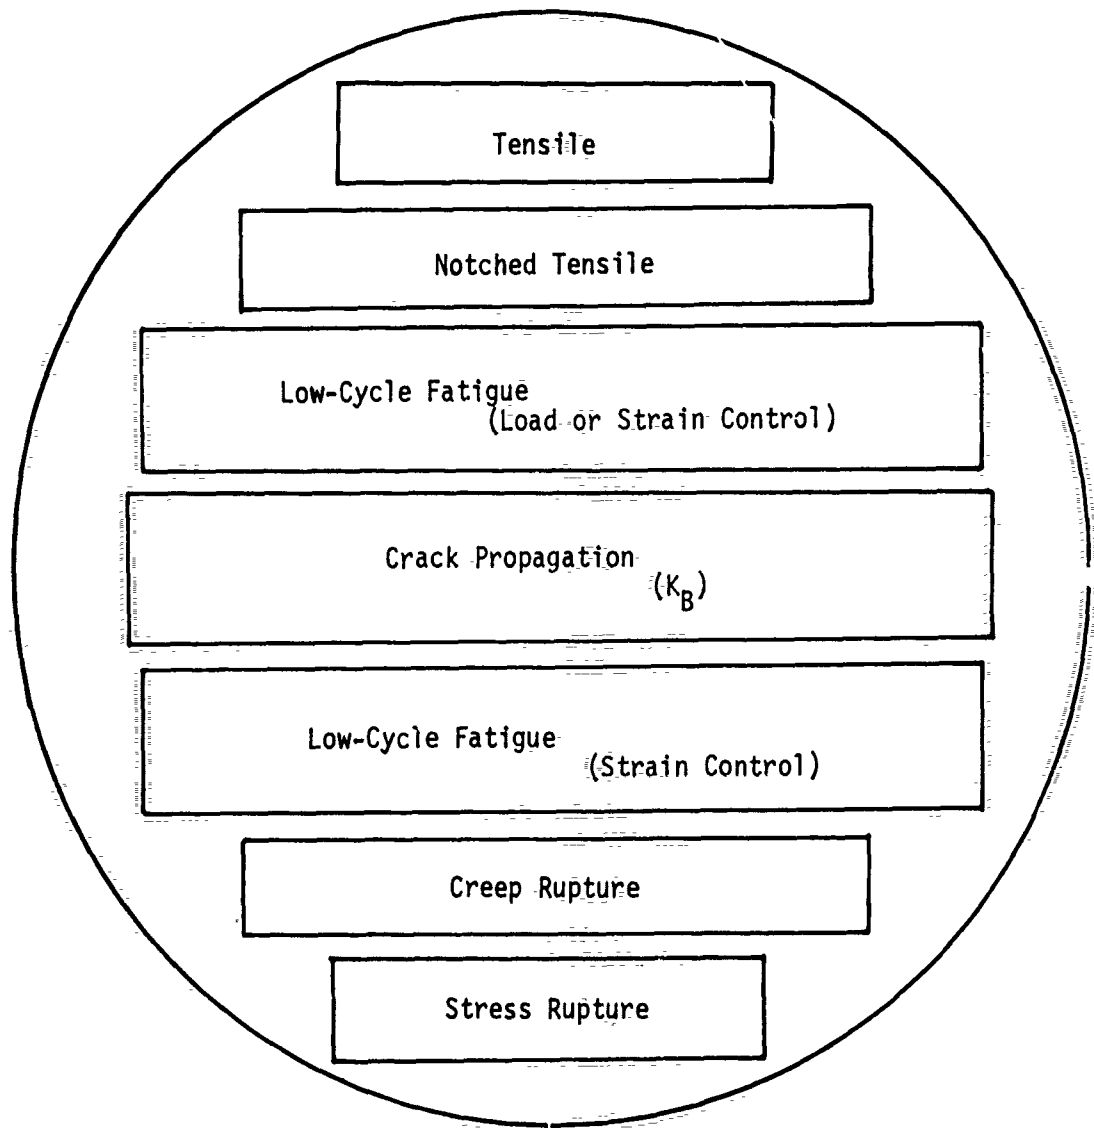 Tensile
Notched Tensile
Low-Cycle Fatigue
(Load or Strain Control)
Crack Propagation
(K_B)
Low-Cycle Fatigue
(Strain Control)
Creep Rupture
Stress Rupture